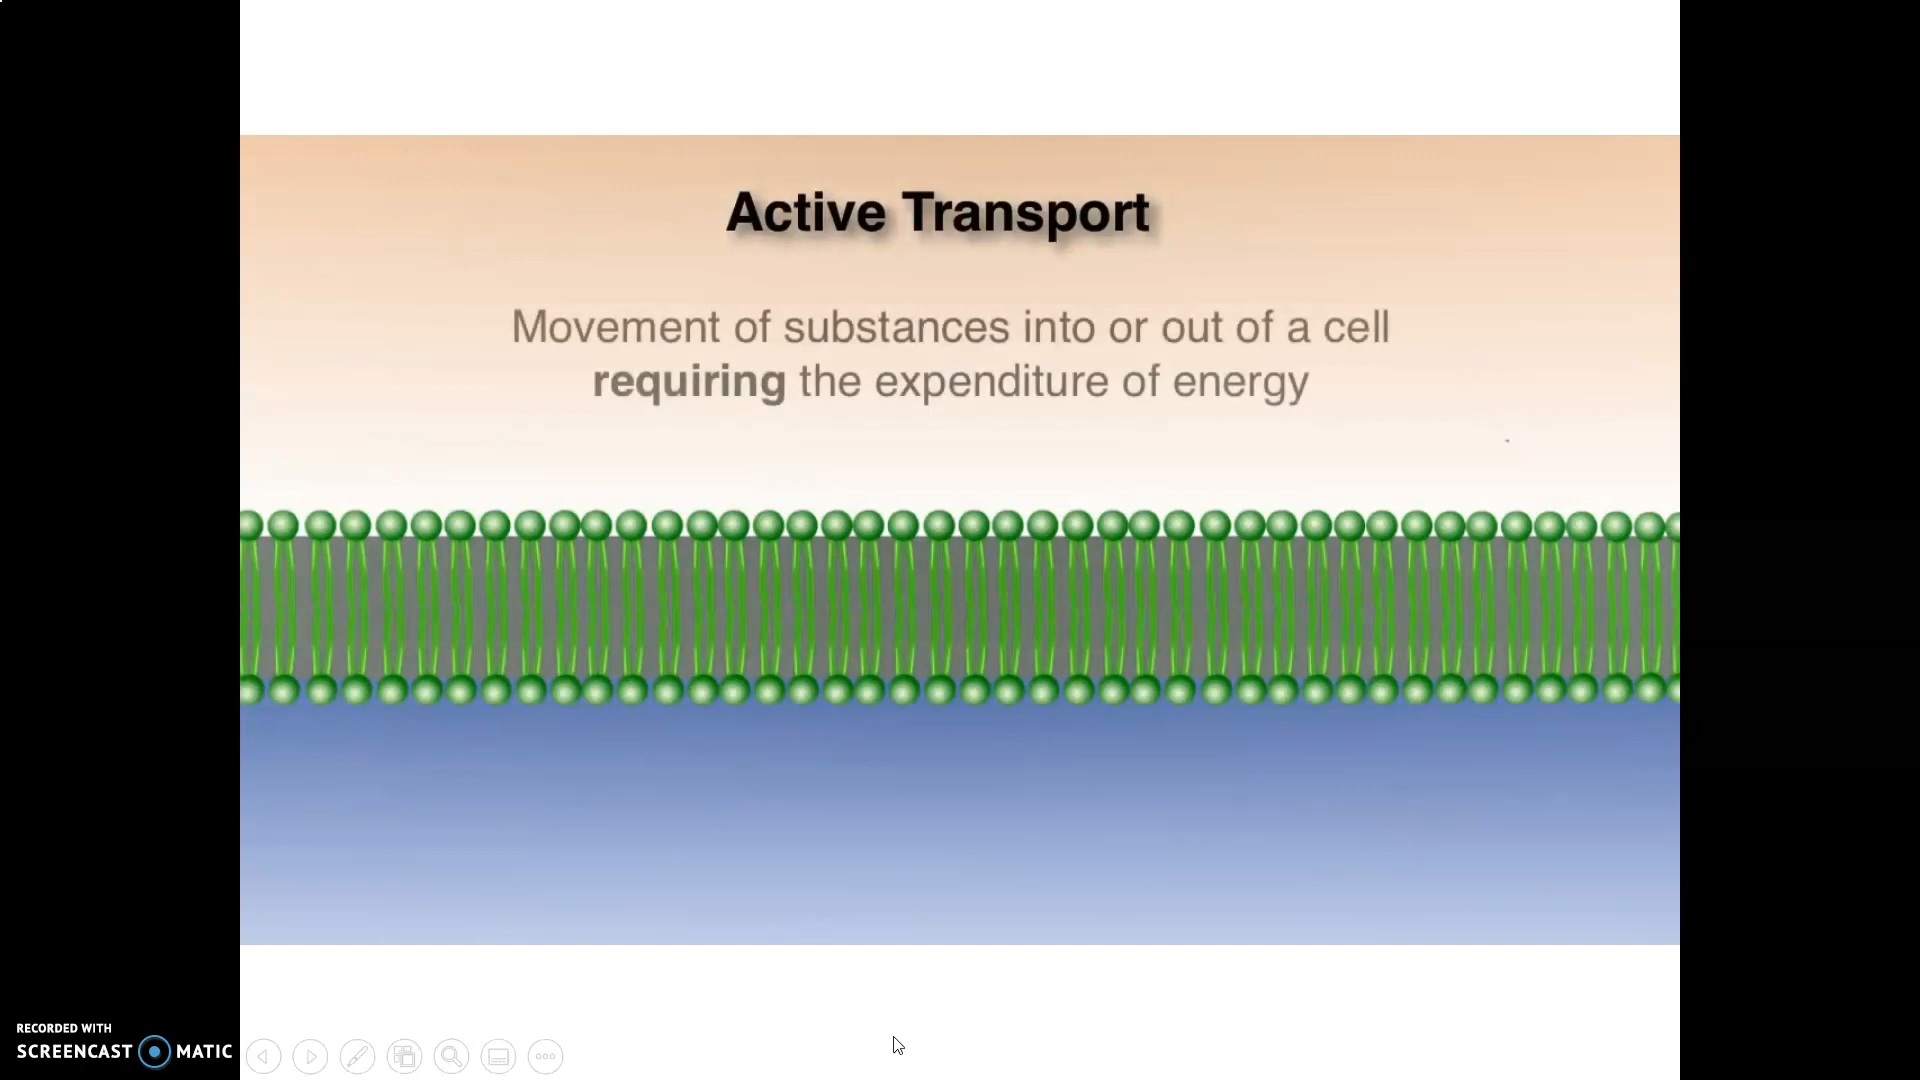 Active Transport
Movement of substances into or out of a cell
requiring the expenditure of energy
RECORDED WITH
SCREENCAST MATIC